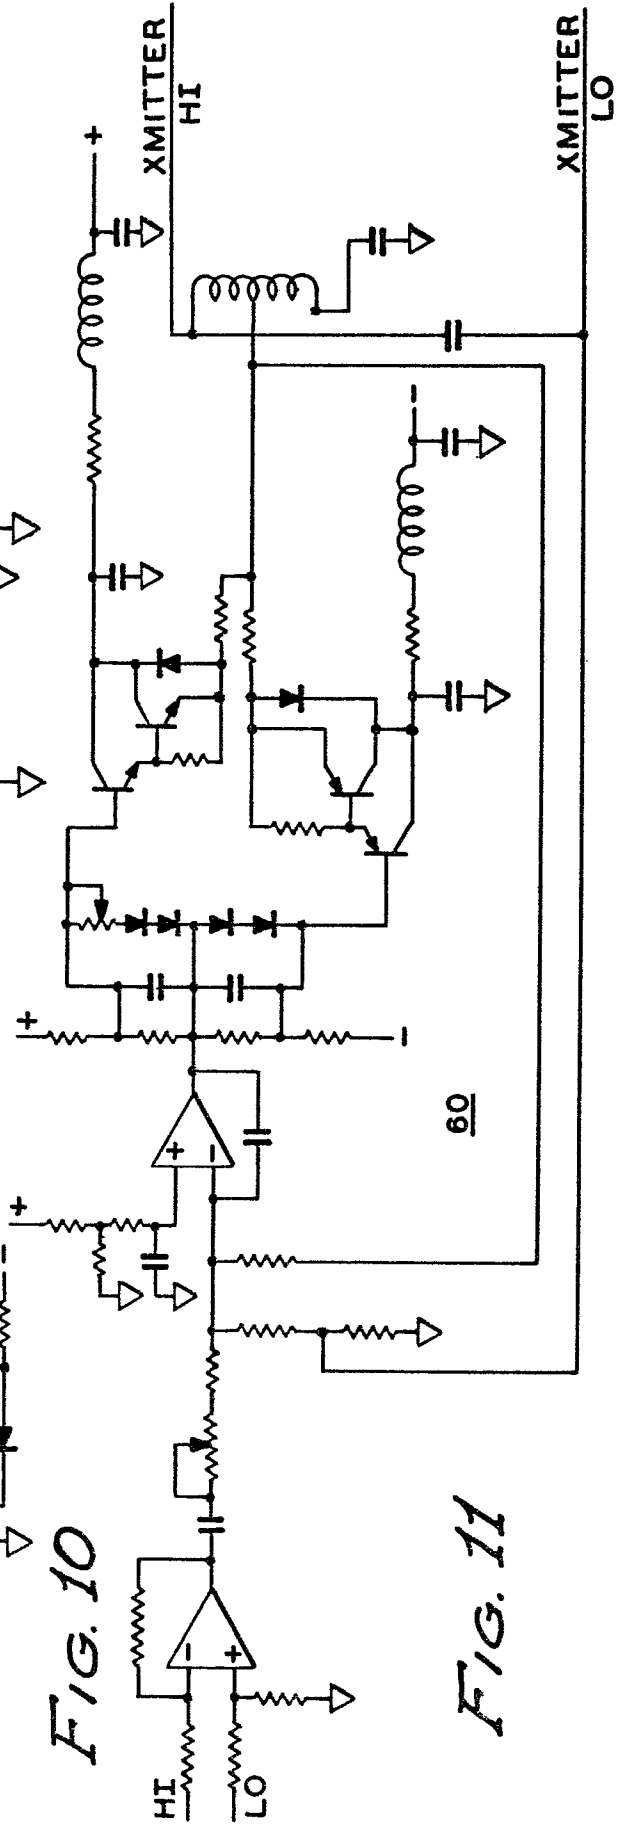 XMITTER
HI
XMITTER
LO
+
+
+
-
-
-
+
-
+
-
60
HI
LO
FIG. 10
FIG. 11